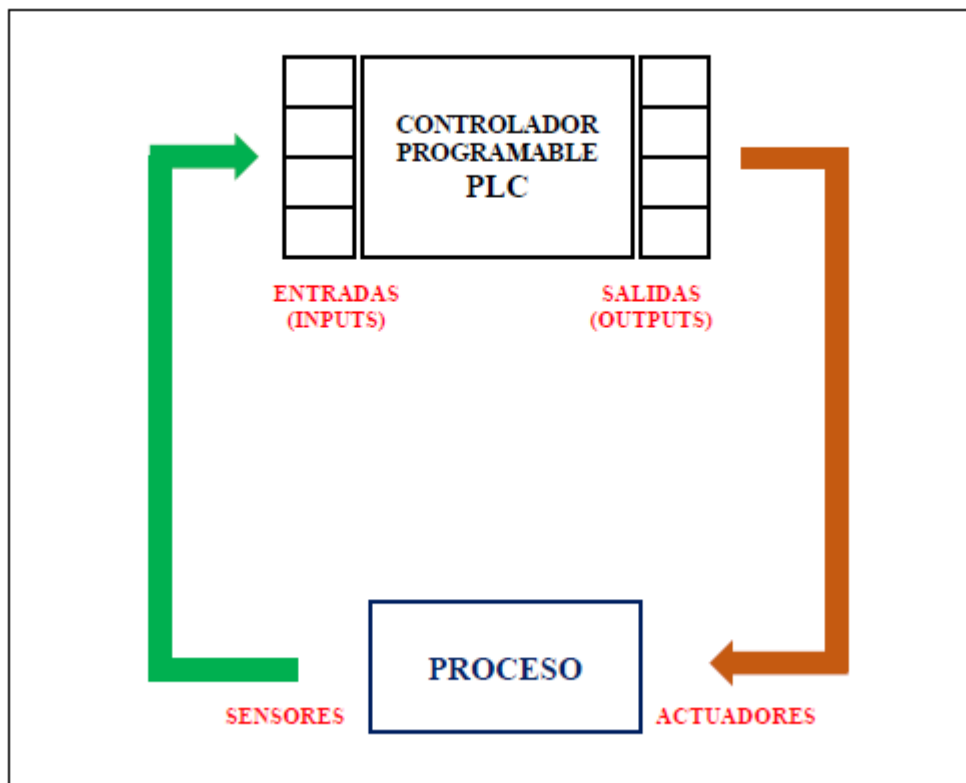 CONTROLADOR
PROGRAMABLE
PLC
ENTRADAS
(INPUTS)
SALIDAS
(OUTPUTS)
PROCESO
SENSORES
ACTUADORES